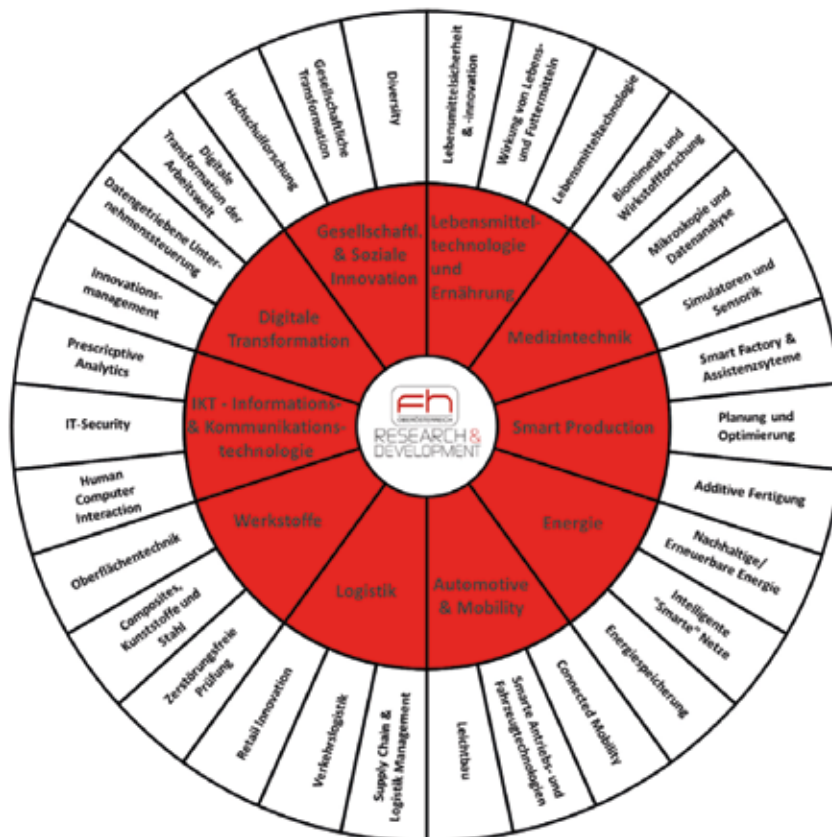 Diversity
Lebensmittelsicherheit
& -innovation
Wirkung von Lebens-
und Futtermitteln
Lebensmitteltechnologie
Biomimetik und
Wirkstoffforschung
Mikroskopie und
Datenanalyse
Simulatoren und
Sensorik
Smart Factory &
Assistenzsyteme
Planung und
Optimierung
Additive Fertigung
Nachhaltige/
Erneuerbare Energie
Intelligente
"Smarte" Netze
Energiespeicherung
Connected Mobility
Smarte Antriebs- und
Fahrzeugtechnologien
Leichtbau
Supply Chain &
Logistik Management
Verkehrslogistik
Retail Innovation
Zerstörungsfreie
Prüfung
Composites,
Kunststoffe und
Stahl
Oberflächentechnik
Human
Computer
Interaction
IT-Security
Prescricptive
Analytics
Innovations-
management
Datengetriebene Unter-
nehmenssteuerung
Digitale
Transformation der
Arbeitswelt
Hochschulforschung
Gesellschaftliche
Transformation
Gesellschaftl.
& Soziale
Innovation
Lebensmittel-
technologie
und
Ernährung
Medizintechnik
Smart Production
Energie
Automotive
& Mobility
Logistik
Werkstoffe
IKT - Informations-
& Kommunikations-
technologie
Digitale
Transformation
fh
OBERÖSTERREICH
RESEARCH &
DEVELOPMENT